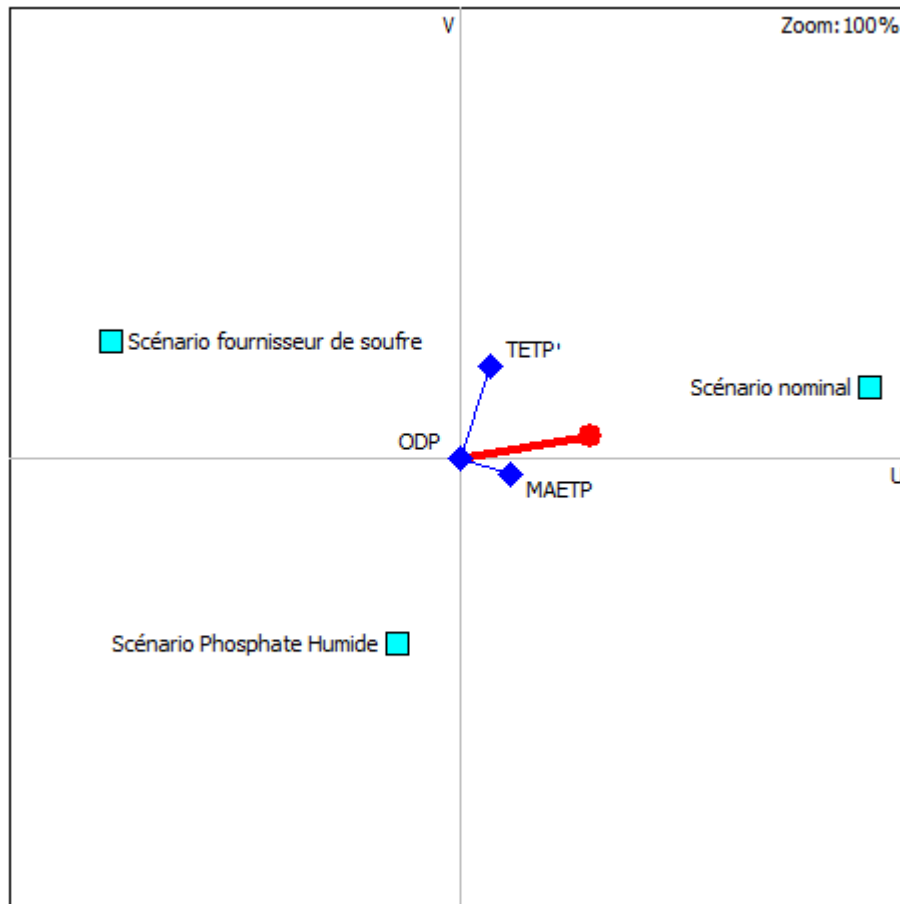 V
Zoom:100%
Scénario fournisseur de soufre
TETP'
Scénario nominal
ODP
U
MAETP
Scénario Phosphate Humide